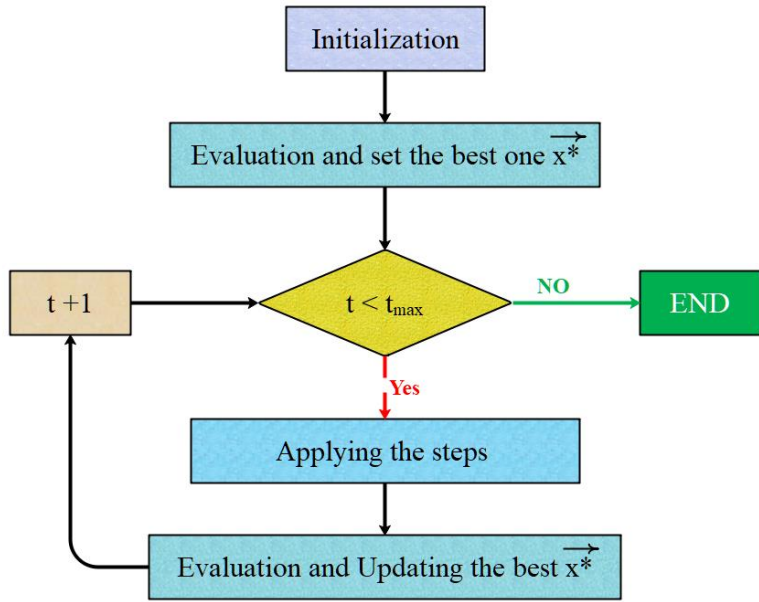 Initialization
Evaluation and set the best one x*
t +1
t < tmax
NO
END
Yes
Applying the steps
Evaluation and Updating the best x*